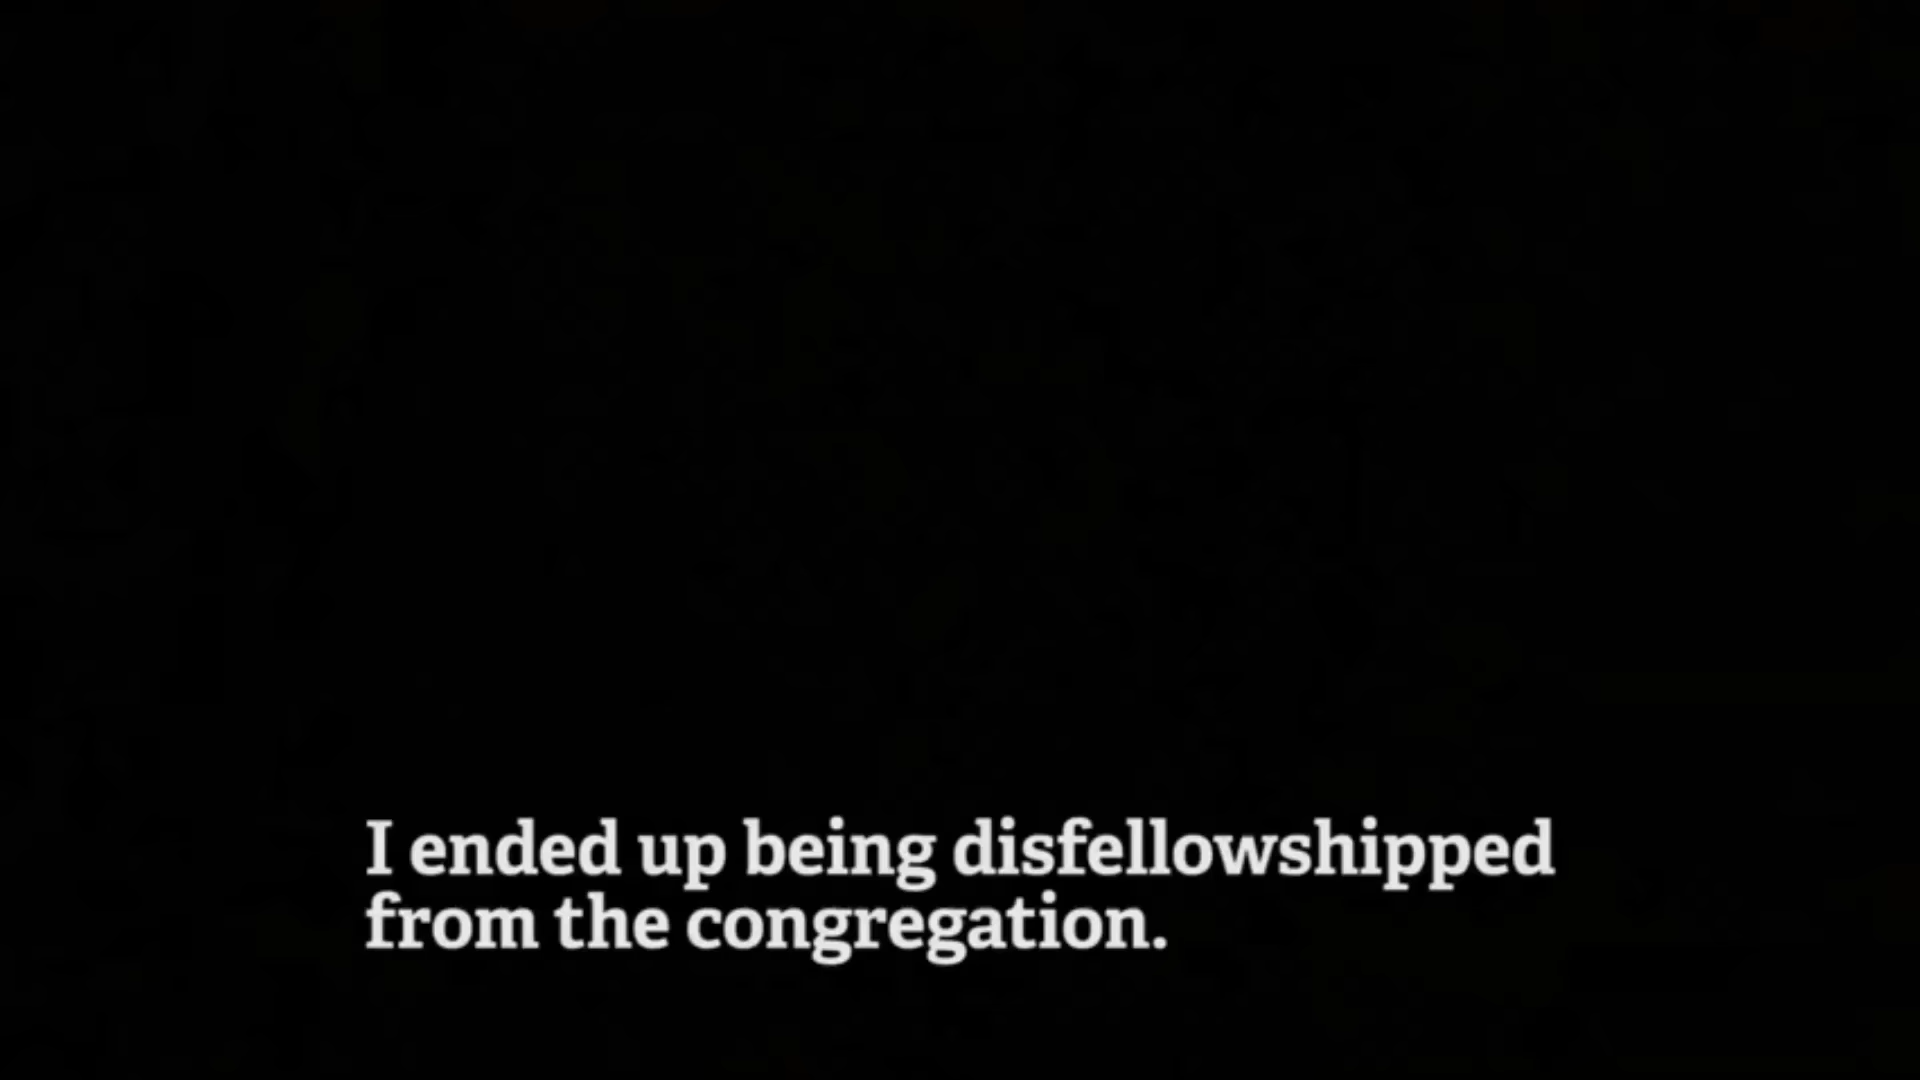 I ended up being disfellowshipped
from the congregation.